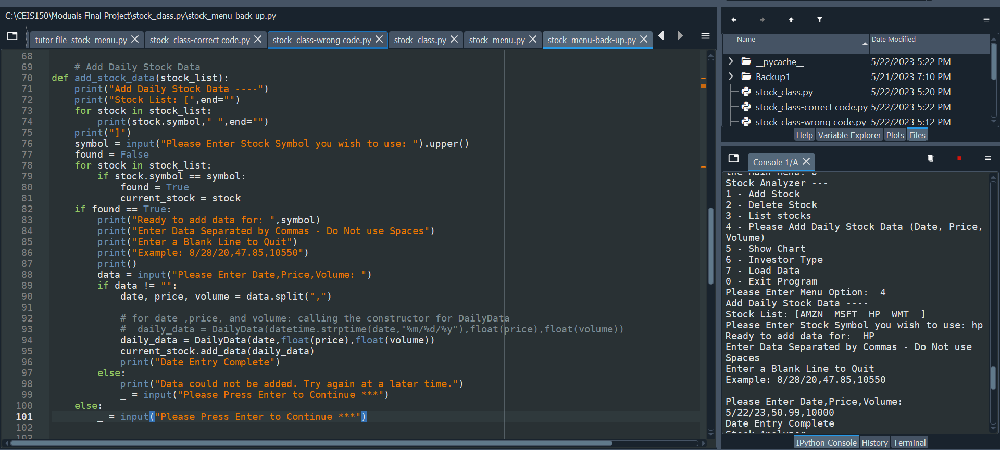 C:\CEIS150\Moduals Final Project\stock_class.py\stock_menu-back-up.py
tutor file_stock_menu.py
stock_class-correct code.py
stock_class-wrong code.py
stock_class.py
stock_menu.py
stock_menu-back-up.py
68
69     # Add Daily Stock Data
70 def add_stock_data(stock_list):
71     print("Add Daily Stock Data ----")
72     print("Stock List: [",end="")
73     for stock in stock_list:
74         print(stock.symbol," ",end="")
75     print("]")
76     symbol = input("Please Enter Stock Symbol you wish to use: ").upper()
77     found = False
78     for stock in stock_list:
79         if stock.symbol == symbol:
80             found = True
81             current_stock = stock
82     if found == True:
83         print("Ready to add data for: ",symbol)
84         print("Enter Data Separated by Commas - Do Not use Spaces")
85         print("Enter a Blank Line to Quit")
86         print("Example: 8/28/20,47.85,10550")
87         print()
88         data = input("Please Enter Date,Price,Volume: ")
89         if data != "":
90             date, price, volume = data.split(",")
91
92             # for date ,price, and volume: calling the constructor for DailyData
93             #  daily_data = DailyData(datetime.strptime(date,"%m/%d/%y"),float(price),float(volume))
94             daily_data = DailyData(date,float(price),float(volume))
95             current_stock.add_data(daily_data)
96             print("Date Entry Complete")
97         else:
98             print("Data could not be added. Try again at a later time.")
99             _ = input("Please Press Enter to Continue ***")
100     else:
101         _ = input("Please Press Enter to Continue ***")
102
103
Name Date Modified
__pycache__ 5/22/2023 5:22 PM
Backup1 5/21/2023 7:10 PM
stock_class.py 5/22/2023 5:20 PM
stock_class-correct code.py 5/22/2023 5:22 PM
stock_class-wrong code.py 5/22/2023 5:12 PM
Help Variable Explorer Plots Files
Console 1/A
the Main Menu: 0
Stock Analyzer ---
1 - Add Stock
2 - Delete Stock
3 - List stocks
4 - Please Add Daily Stock Data (Date, Price,
Volume)
5 - Show Chart
6 - Investor Type
7 - Load Data
0 - Exit Program
Please Enter Menu Option:  4
Add Daily Stock Data ----
Stock List: [AMZN  MSFT  HP  WMT  ]
Please Enter Stock Symbol you wish to use: hp
Ready to add data for:  HP
Enter Data Separated by Commas - Do Not use
Spaces
Enter a Blank Line to Quit
Example: 8/28/20,47.85,10550
Please Enter Date,Price,Volume:
5/22/23,50.99,10000
Date Entry Complete
Stock Analyzer ---
IPython Console History Terminal